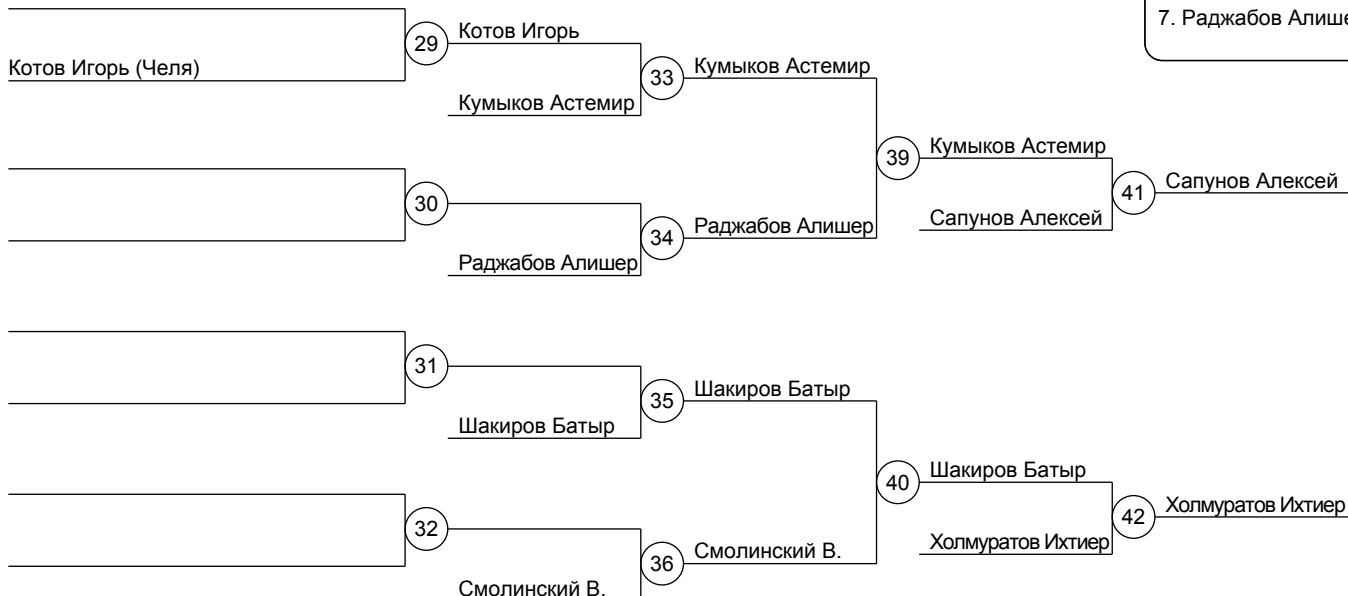 7. Раджабов Алише
29
Котов Игорь
Котов Игорь (Челя)
33
Кумыков Астемир
Кумыков Астемир
39
Кумыков Астемир
41
Сапунов Алексей
30
34
Раджабов Алишер
Сапунов Алексей
Раджабов Алишер
31
35
Шакиров Батыр
Шакиров Батыр
40
Шакиров Батыр
42
Холмуратов Ихтиер
32
36
Смолинский В.
Холмуратов Ихтиер
Смолинский В.